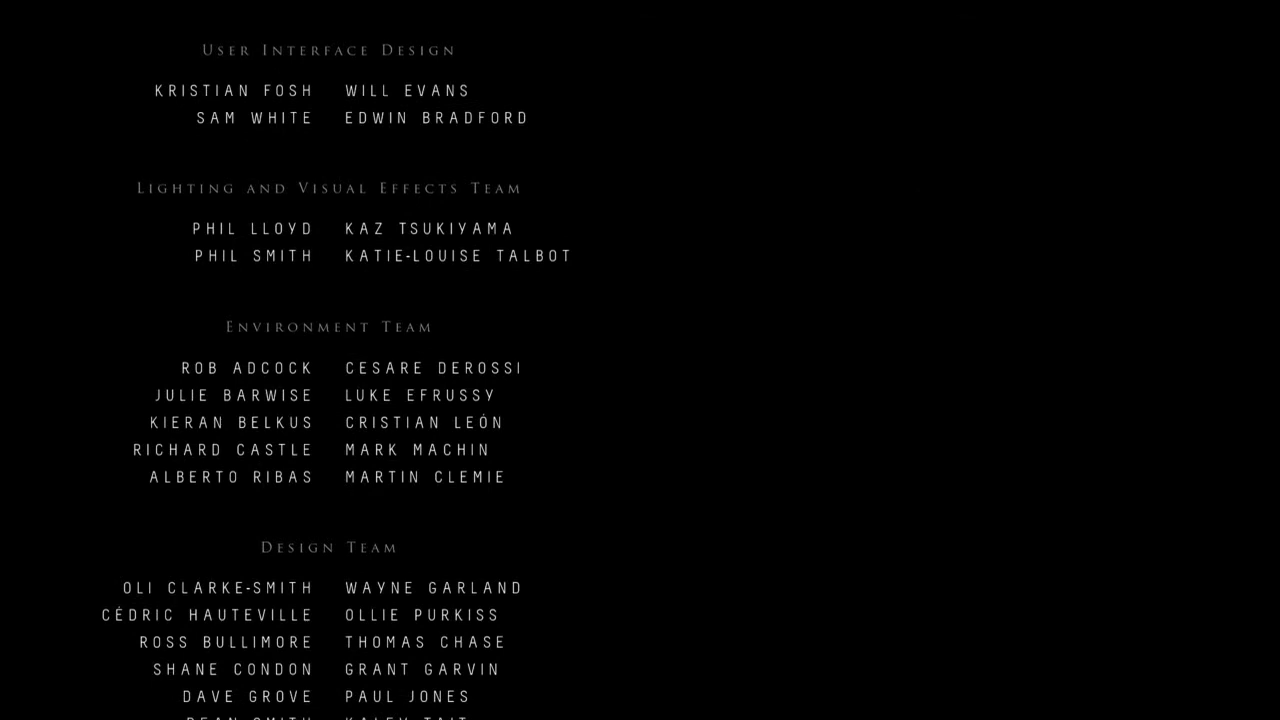 User Interface Design
KRISTIAN FOSH WILL EVANS
SAM WHITE EDWIN BRADFORD
Lighting and Visual Effects Team
PHIL LLOYD KAZ TSUKIYAMA
PHIL SMITH KATIE-LOUISE TALBOT
Environment Team
ROB ADCOCK CESARE DEROSSI
JULIE BARWISE LUKE EFRUSSY
KIERAN BELKUS CRISTIAN LEÓN
RICHARD CASTLE MARK MACHIN
ALBERTO RIBAS MARTIN CLEMIE
Design Team
OLI CLARKE-SMITH WAYNE GARLAND
CÉDRIC HAUTEVILLE OLLIE PURKISS
ROSS BULLIMORE THOMAS CHASE
SHANE CONDON GRANT GARVIN
DAVE GROVE PAUL JONES